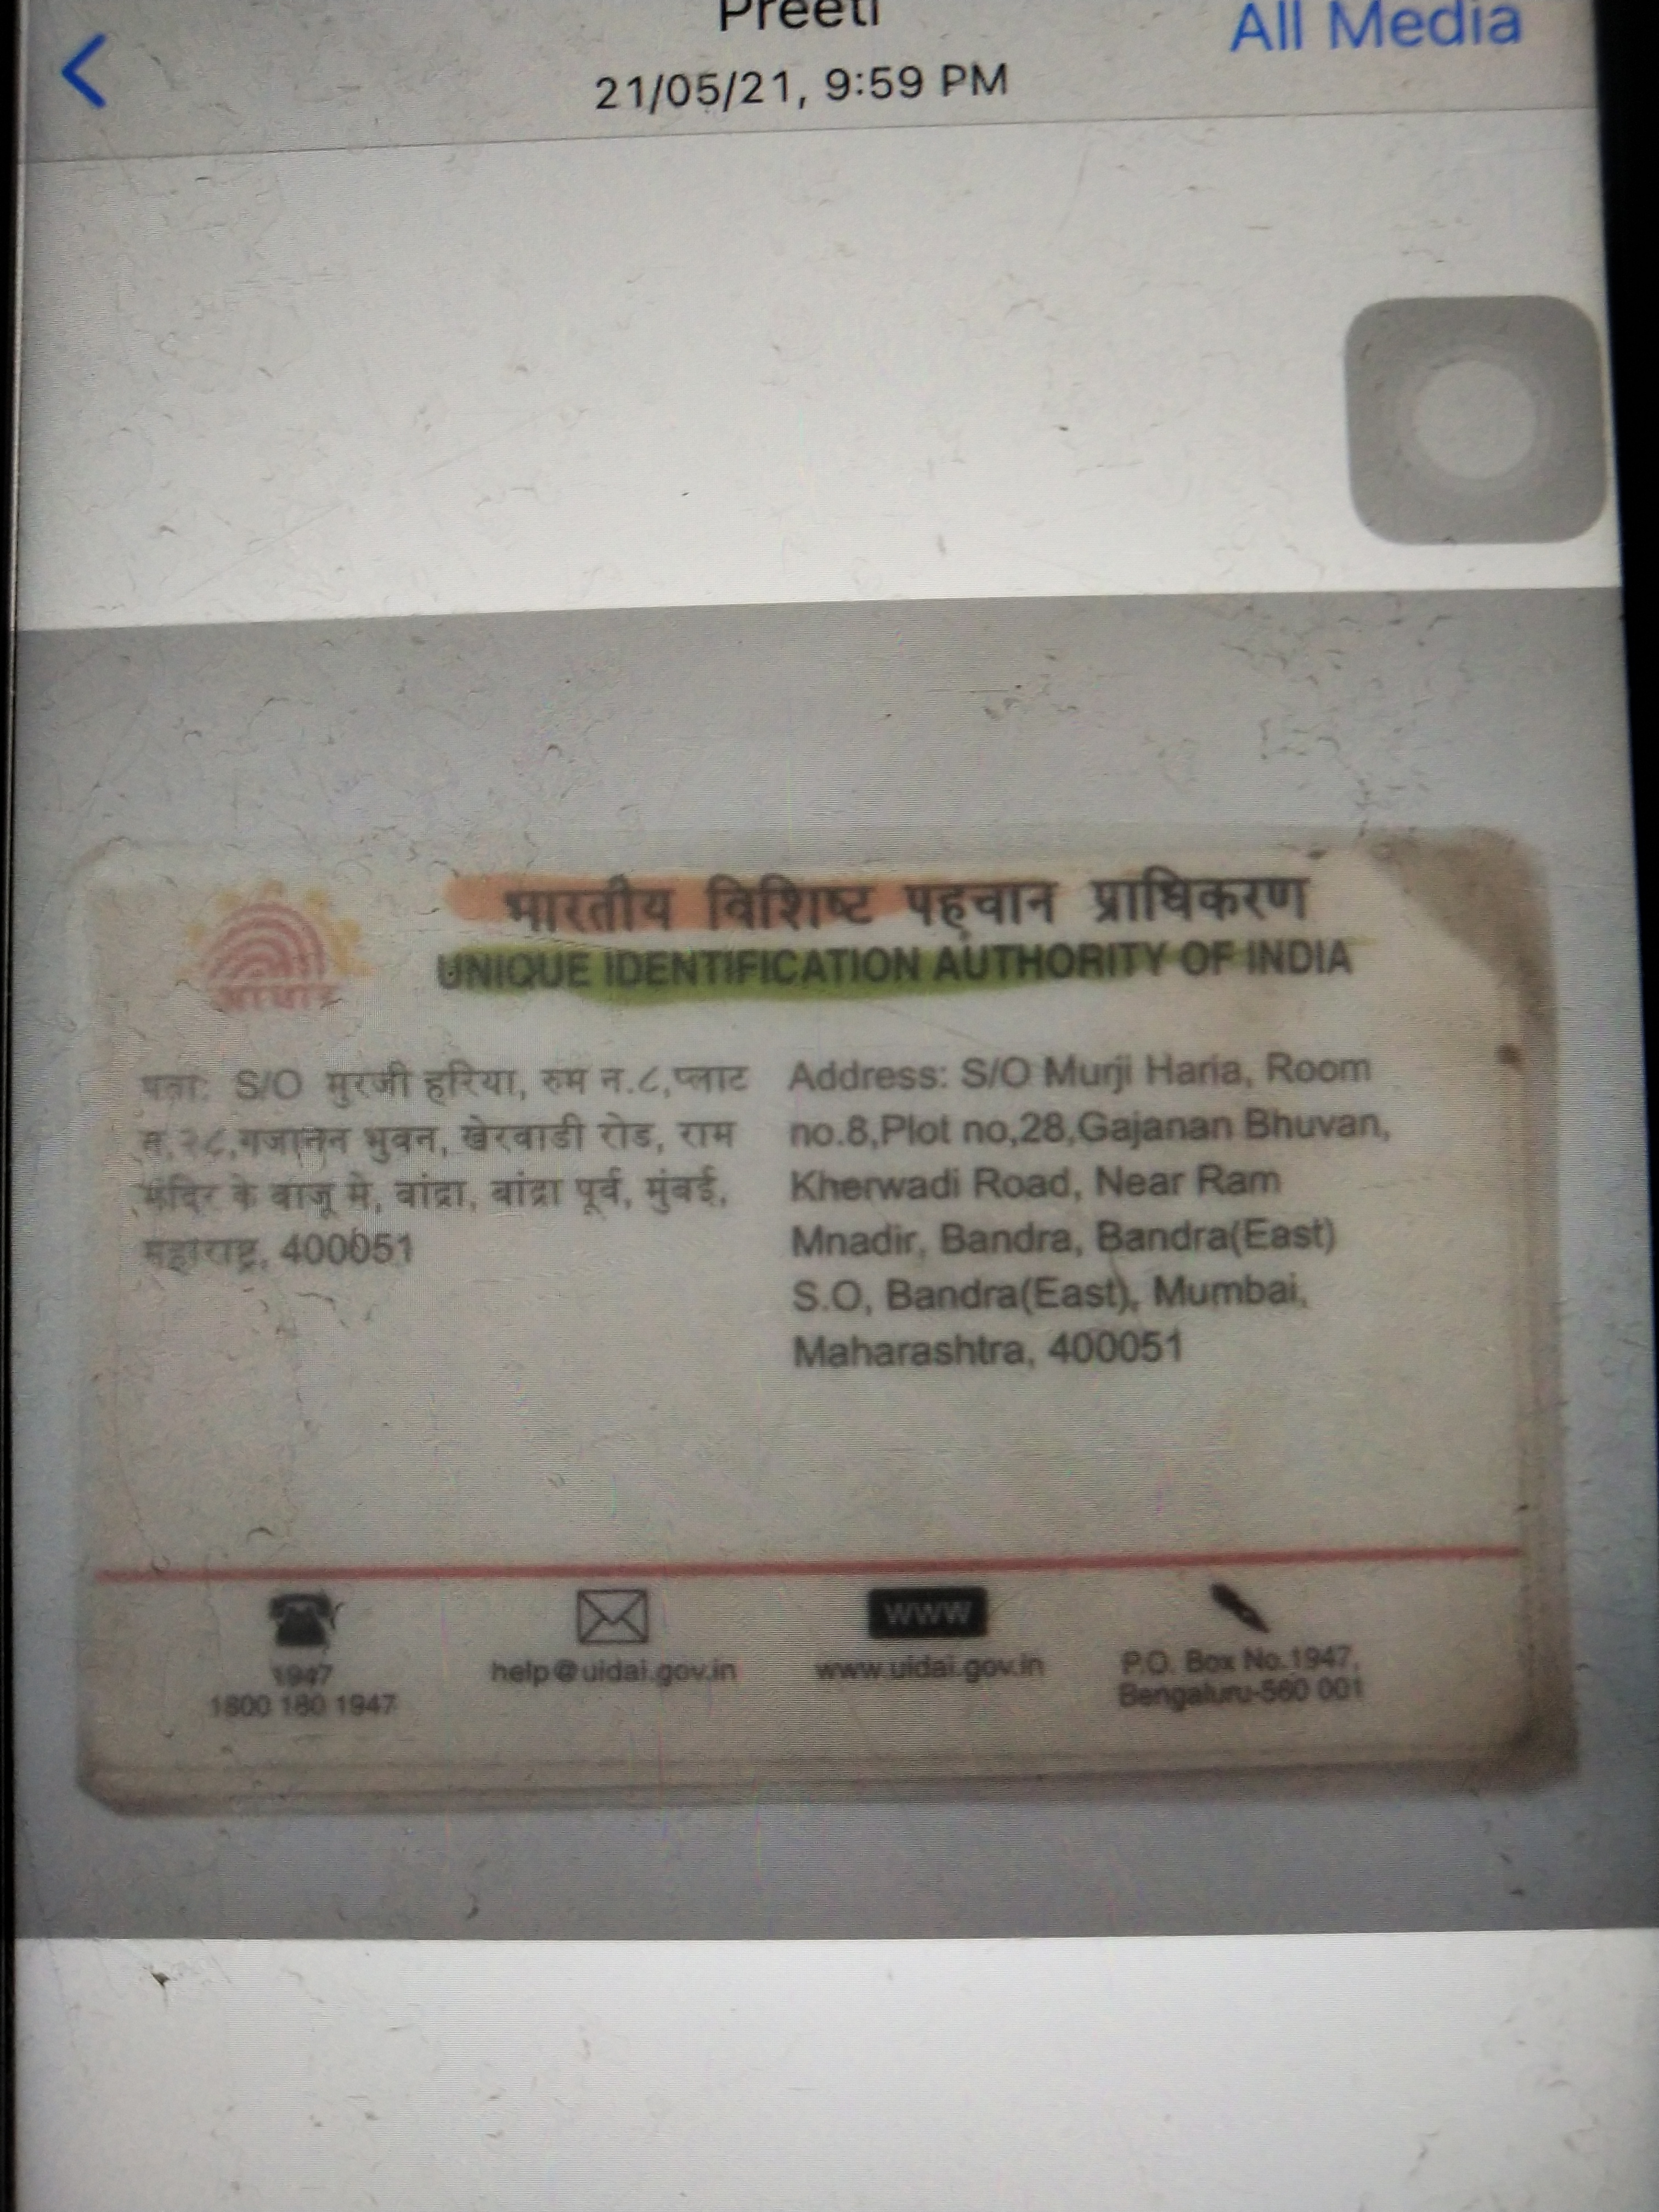 Preeti
All Media
21/05/21, 9:59 PM
भारतीय विशिष्ट पहचान प्राधिकरण
UNIQUE IDENTIFICATION AUTHORITY OF INDIA
आधार
पता: S/O मुरजी हरिया, रुम न.८,प्लाट
न.२८,गजानन भुवन, खेरवाडी रोड, राम
मंदिर के बाजू मे, बांद्रा, बांद्रा पूर्व, मुंबई,
महाराष्ट्र, 400051
Address: S/O Murji Haria, Room
no.8,Plot no,28,Gajanan Bhuvan,
Kherwadi Road, Near Ram
Mnadir, Bandra, Bandra(East)
S.O, Bandra(East), Mumbai,
Maharashtra, 400051
1947
1800 180 1947
help@uidai.gov.in
WWW
www.uidai.gov.in
P.O. Box No.1947,
Bengaluru-560 001